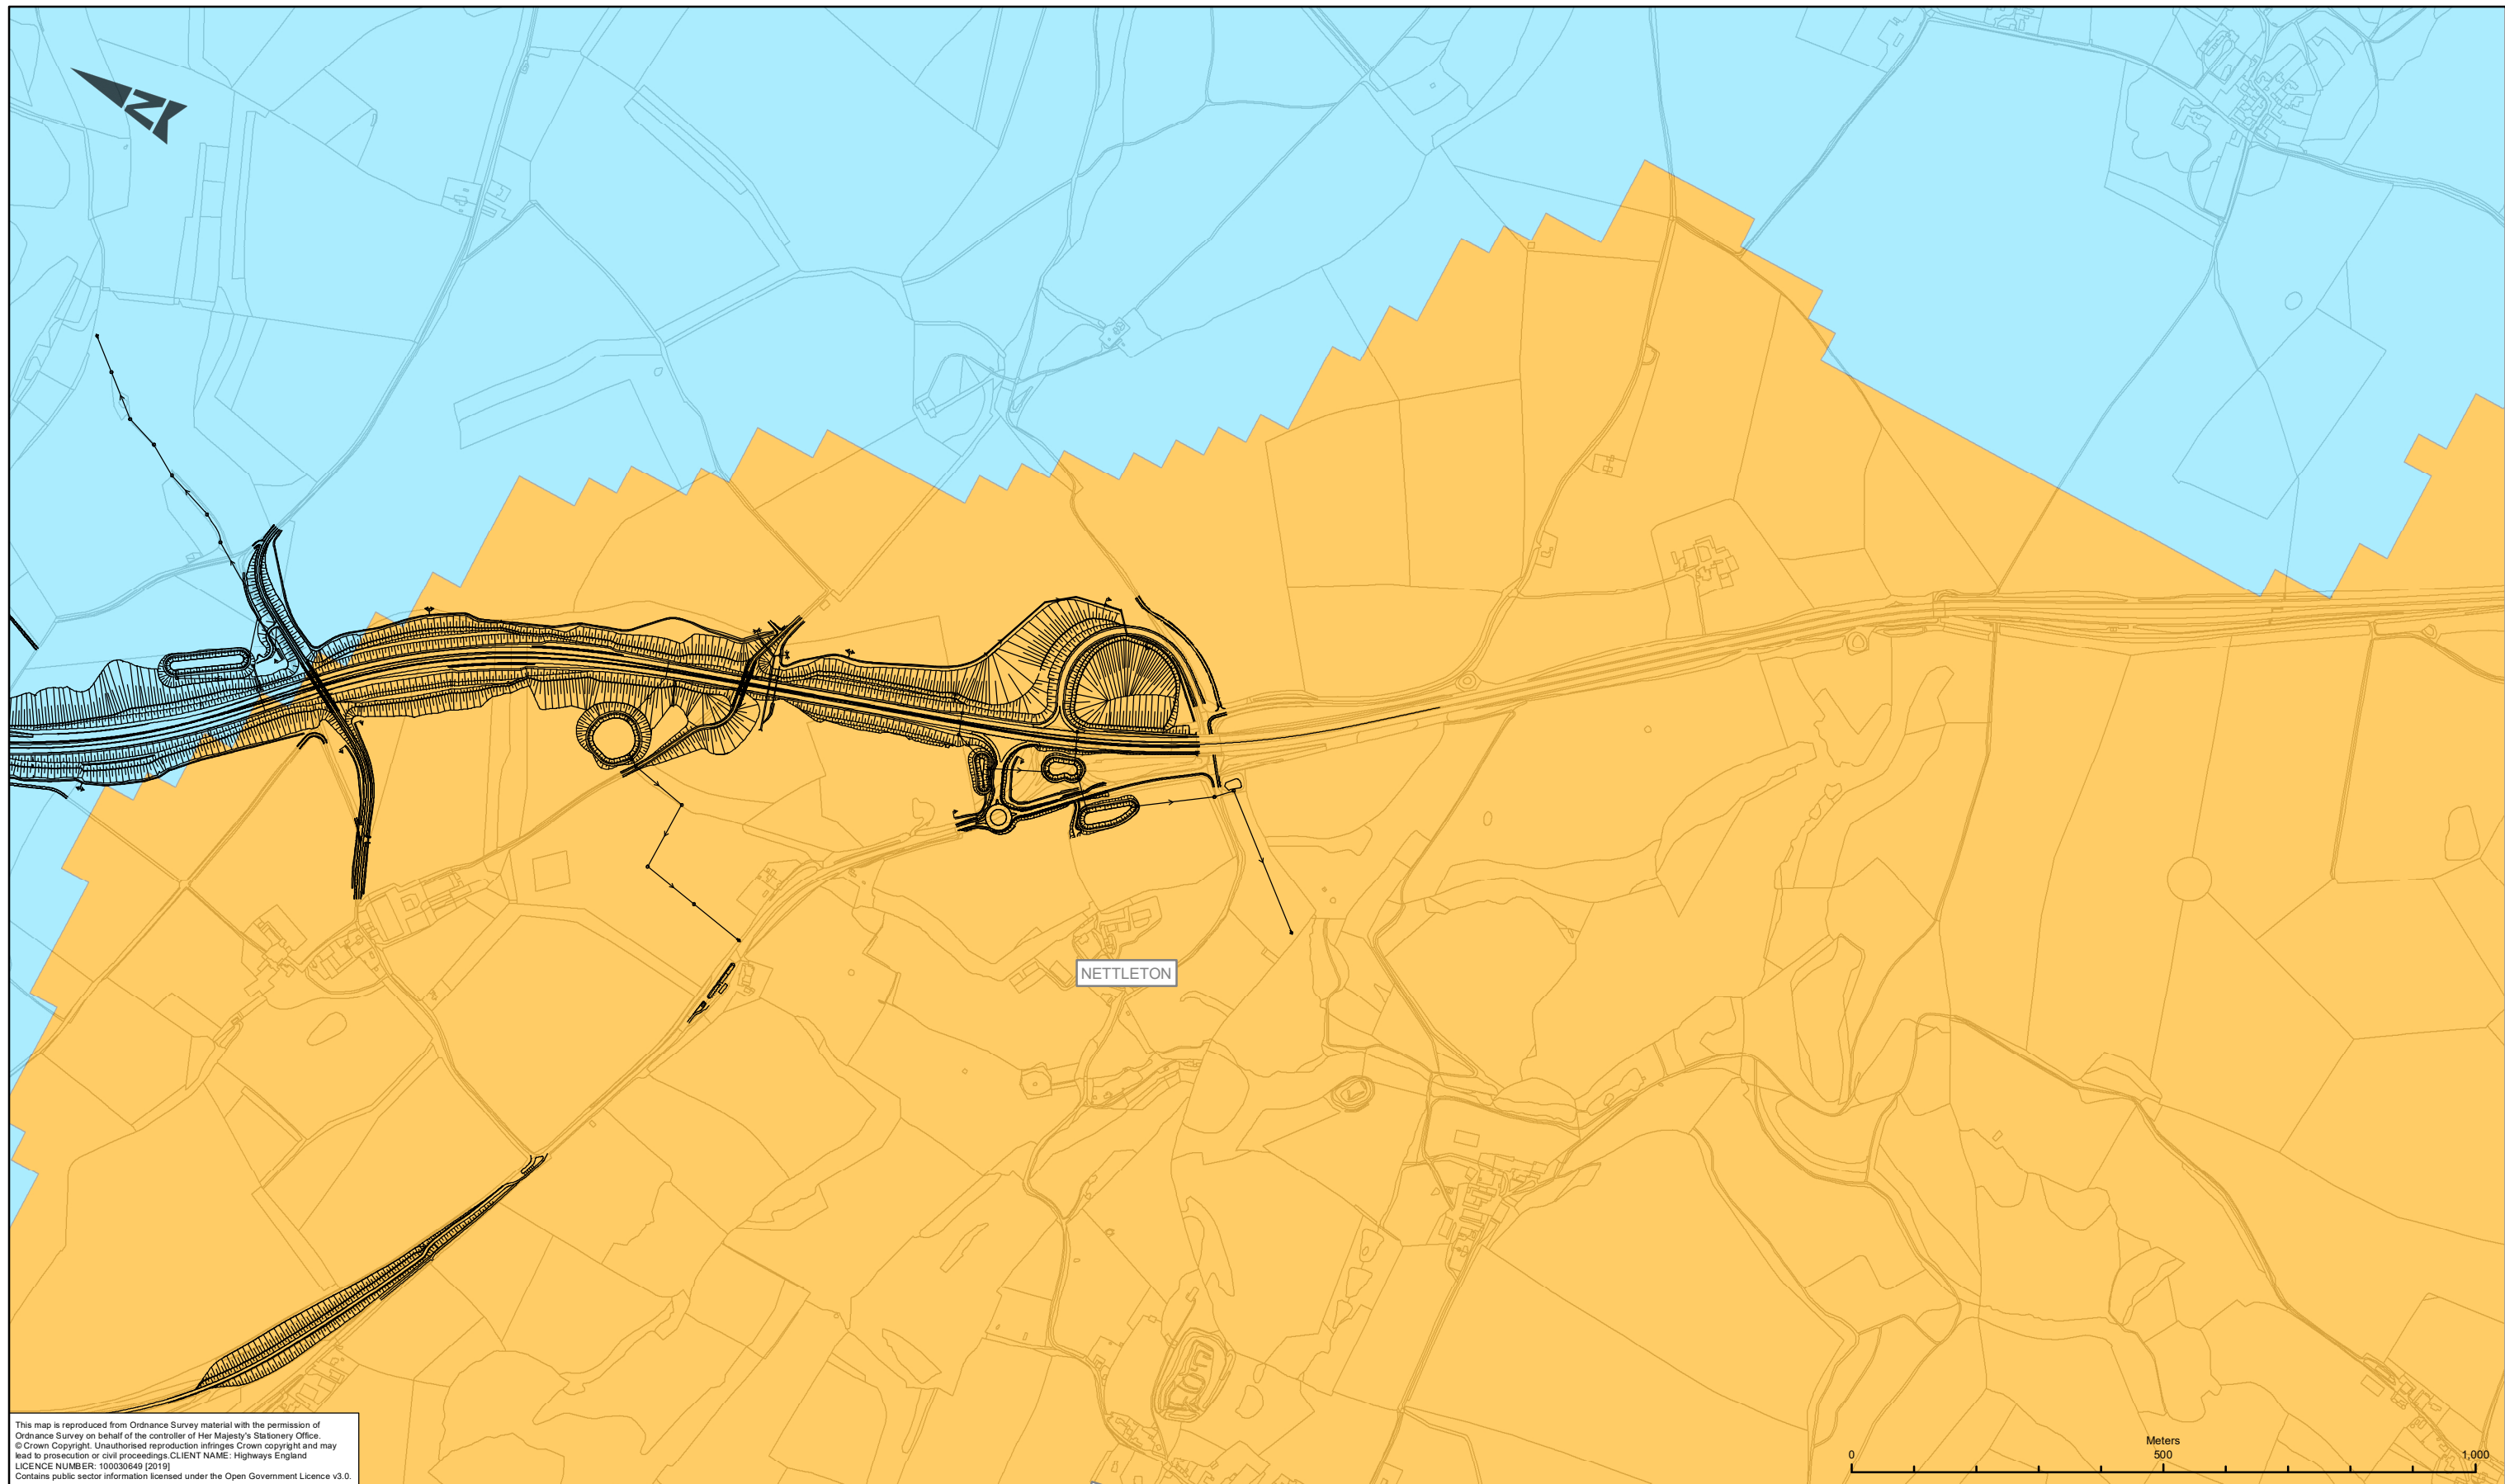 N
NETTLETON
This map is reproduced from Ordnance Survey material with the permission of
Ordnance Survey on behalf of the controller of Her Majesty's Stationery Office.
© Crown Copyright. Unauthorised reproduction infringes Crown copyright and may
lead to prosecution or civil proceedings.CLIENT NAME: Highways England
LICENCE NUMBER: 100030649 [2019]
Contains public sector information licensed under the Open Government Licence v3.0.
Meters
0 500 1,000